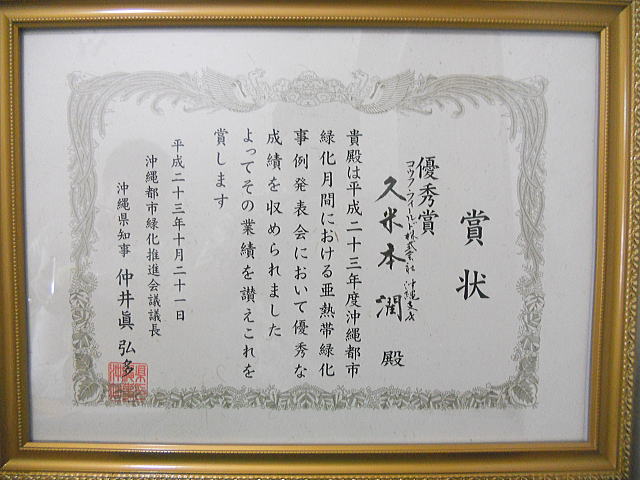 賞状
優秀賞
コウフ・フィールド株式会社 沖縄支店
久米本 潤 殿
貴殿は平成二十三年度沖縄都市
緑化月間における亜熱帯緑化
事例発表会において優秀な
成績を収められました
よってその業績を讃えこれを
賞します
平成二十三年十月二十一日
沖縄都市緑化推進会議議長
沖縄県知事 仲井眞 弘多